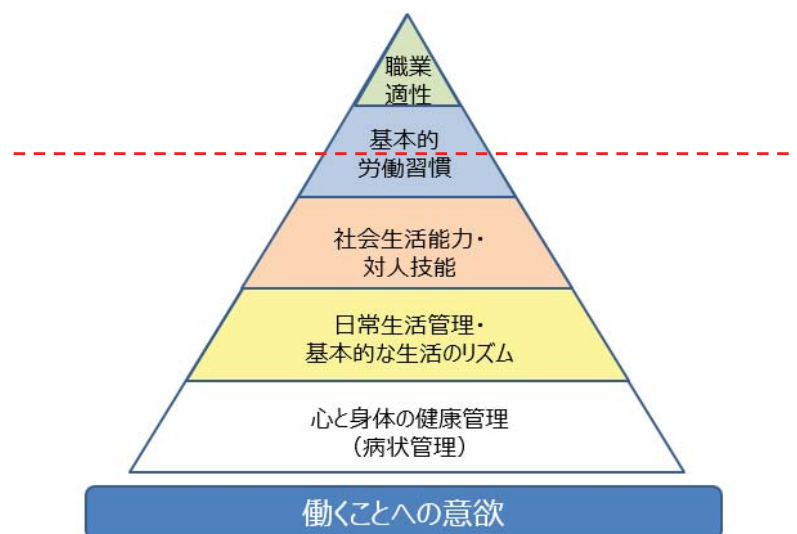 職業
適性
基本的
労働習慣
社会生活能力・
対人技能
日常生活管理・
基本的な生活のリズム
心と身体の健康管理
（病状管理）
働くことへの意欲